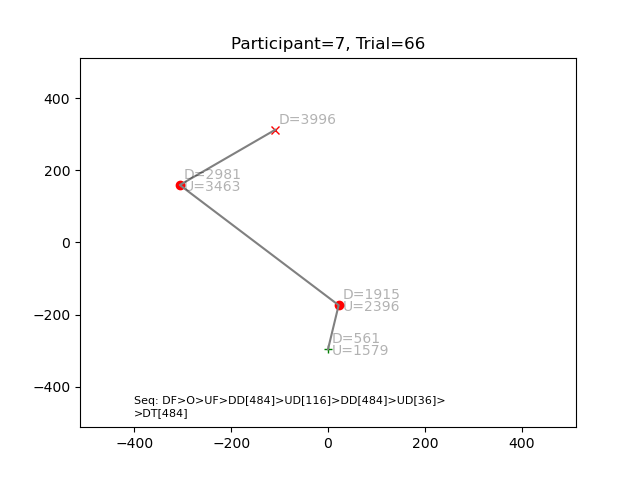 Participant=7, Trial=66
400
200
0
−200
−400
D=3996
D=2981
U=3463
D=1915
U=2396
D=561
U=1579
Seq: DF>O>UF>DD[484]>UD[116]>DD[484]>UD[36]>
>DT[484]
−400 −200 0 200 400